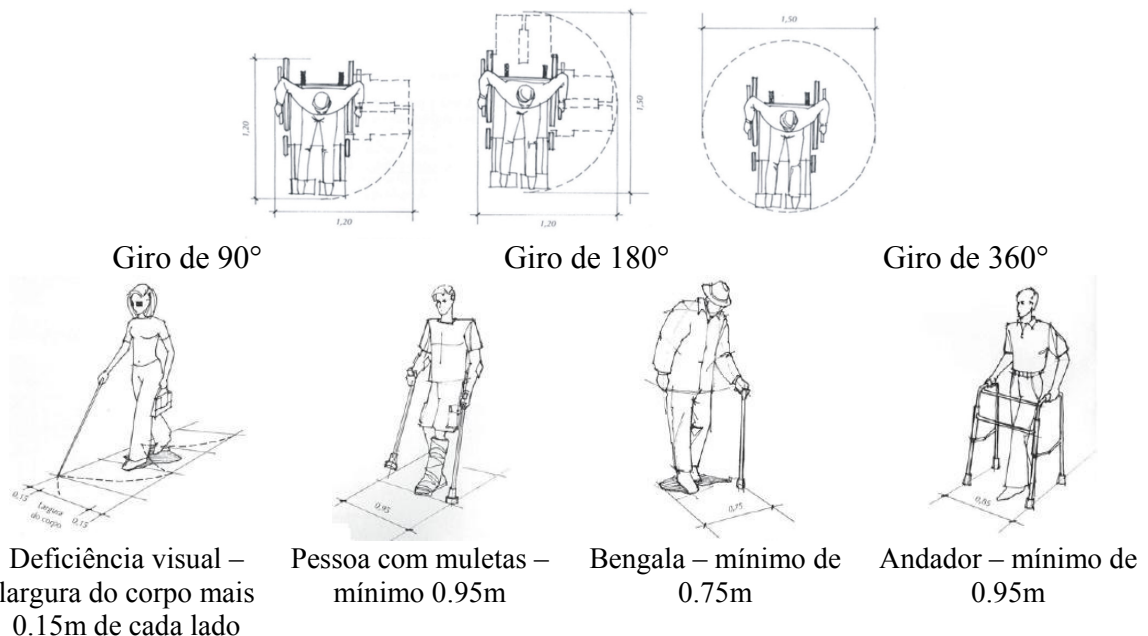 1,20
1,20
1,50
1,20
1,50
Giro de 90°
Giro de 180°
Giro de 360°
0,15
Largura
do corpo
0,15
0,95
0,75
0,85
Deficiência visual –
largura do corpo mais
0.15m de cada lado
Pessoa com muletas –
mínimo 0.95m
Bengala – mínimo de
0.75m
Andador – mínimo de
0.95m